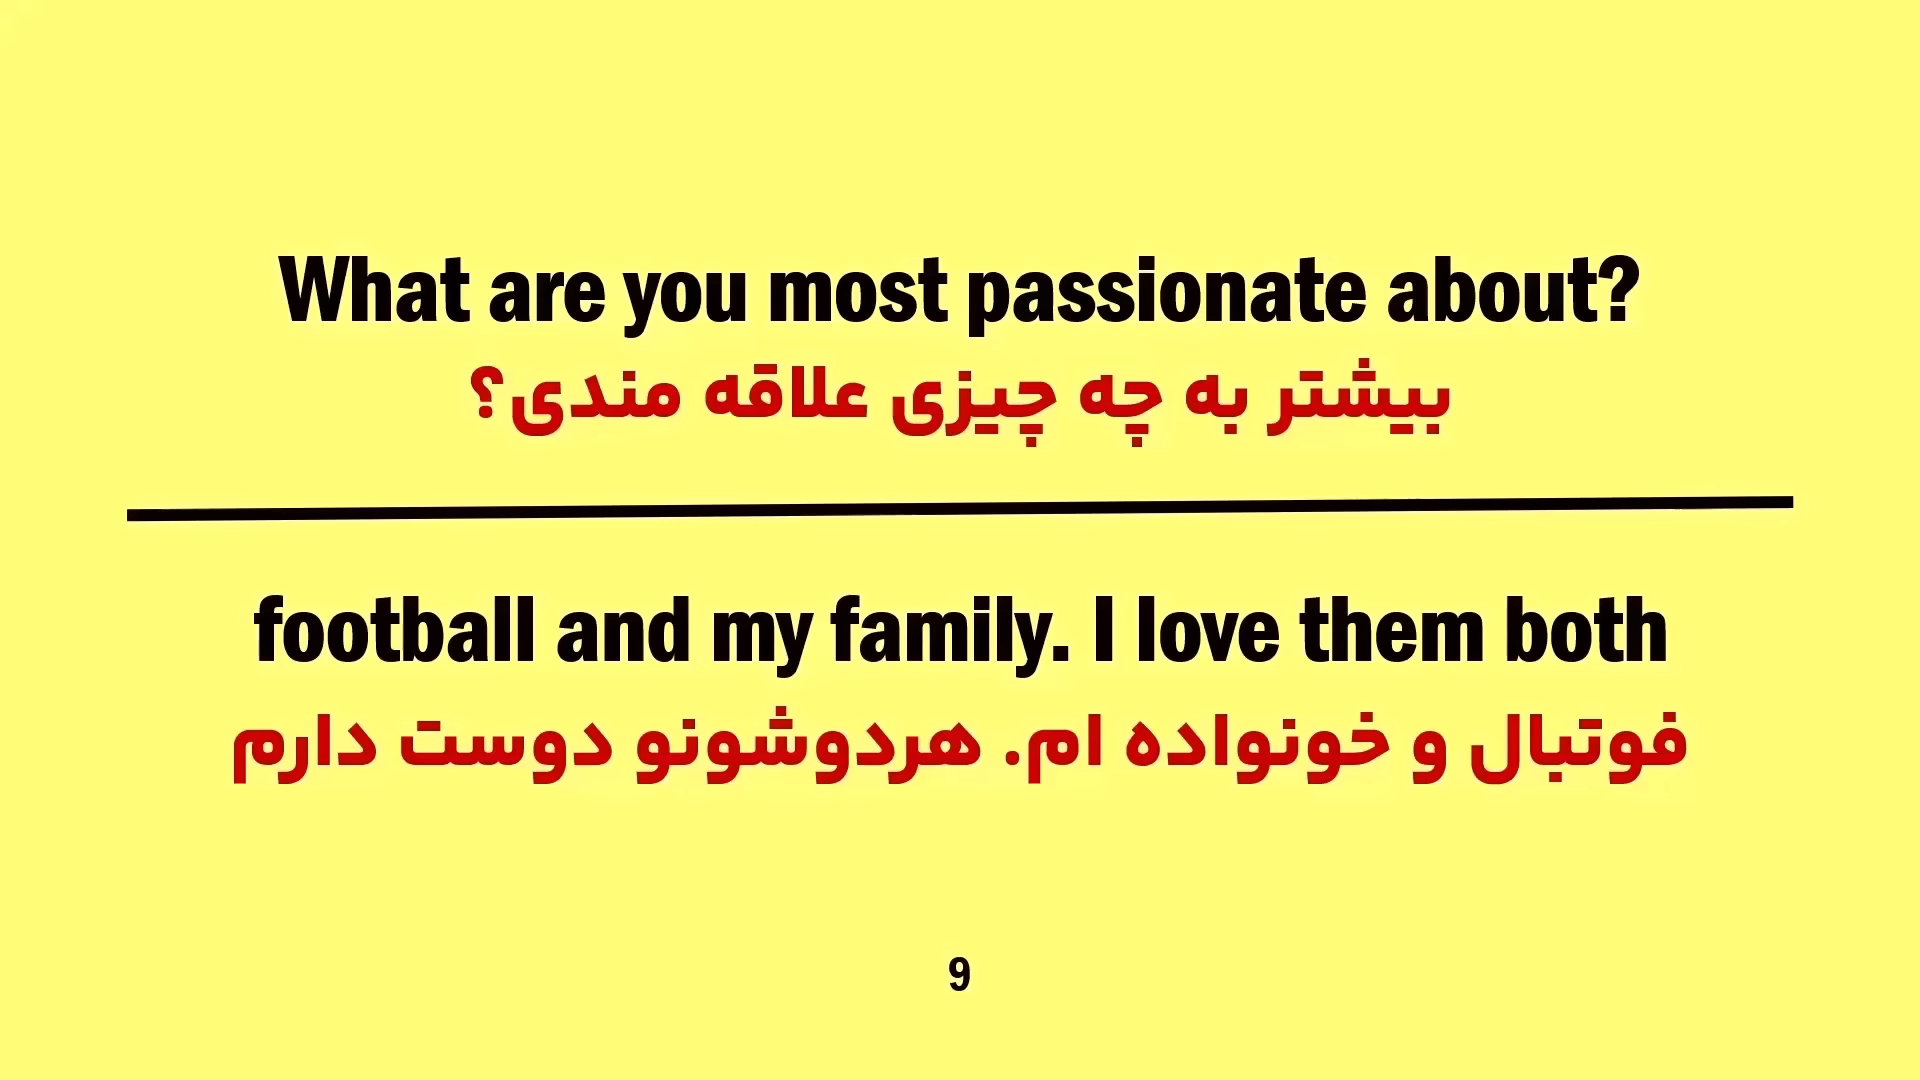 What are you most passionate about?
بیشتر به چه چیزی علاقه مندی؟
football and my family. I love them both
فوتبال و خونواده ام. هردوشونو دوست دارم
9